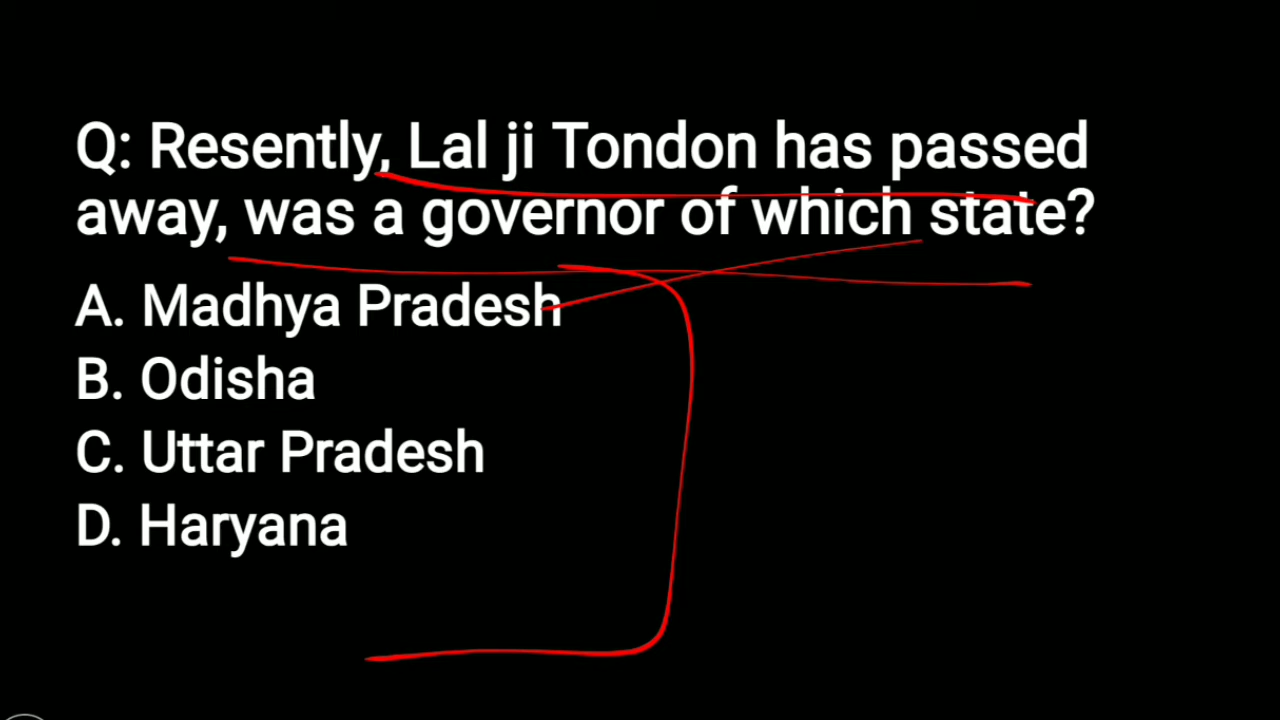 Q: Resently, Lal ji Tondon has passed
away, was a governor of which state?
A. Madhya Pradesh
B. Odisha
C. Uttar Pradesh
D. Haryana